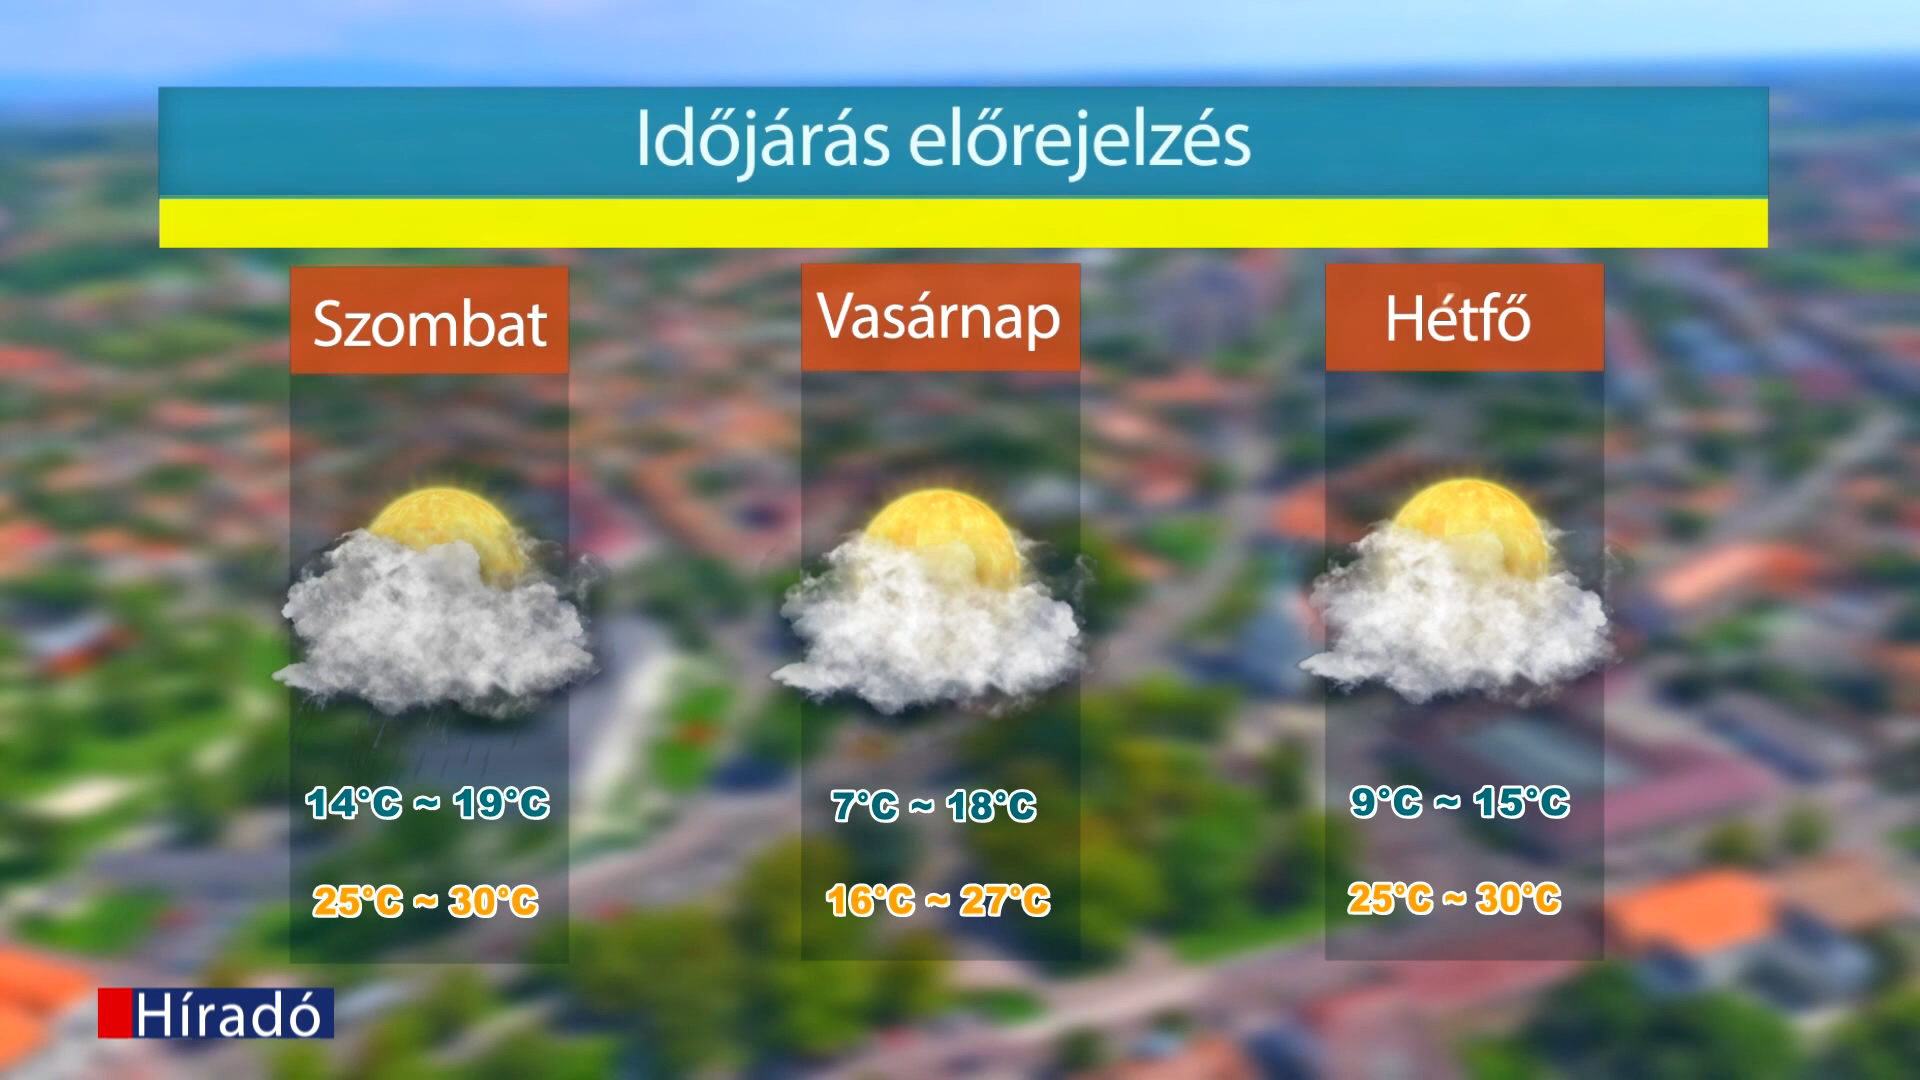 Időjárás előrejelzés
Szombat
Vasárnap
Hétfő
14°C ~ 19°C
7°C ~ 18°C
9°C ~ 15°C
25°C ~ 30°C
16°C ~ 27°C
25°C ~ 30°C
Híradó